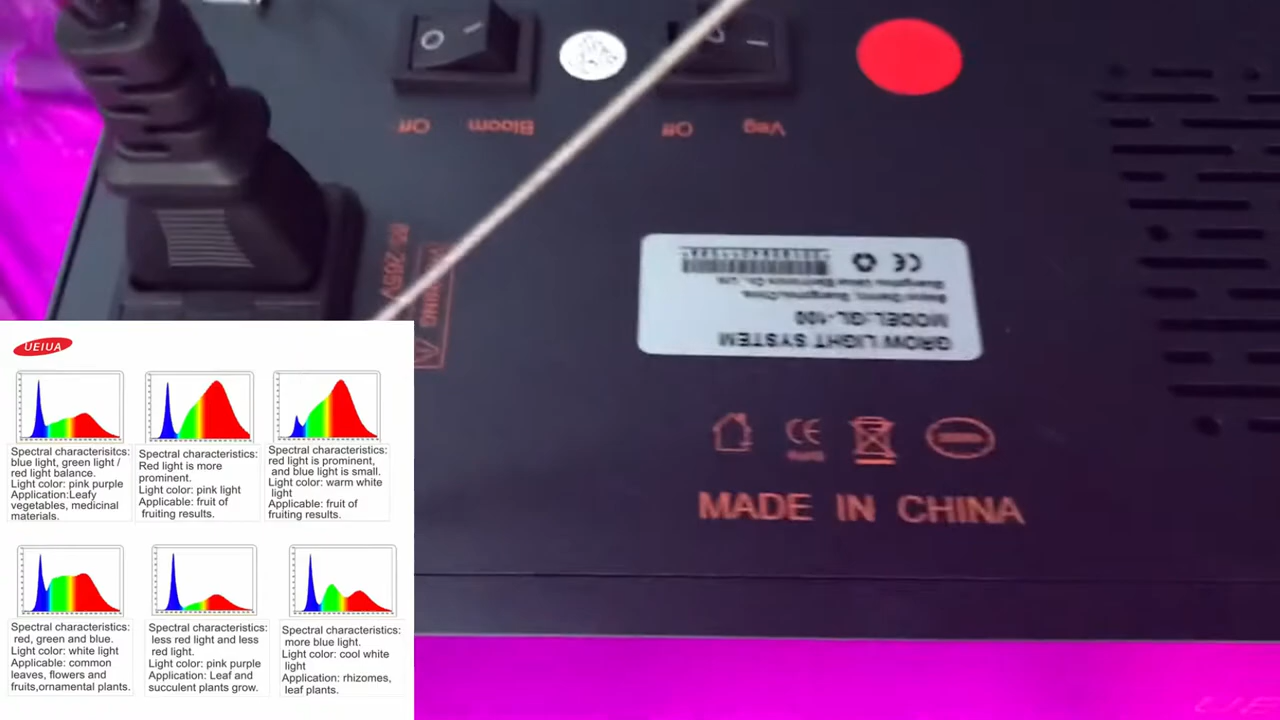 Off
Bloom
Off
Veg
GROW LIGHT SYSTEM
MODEL:GL-100
CE
CE
MADE IN CHINA
UEIUA
Spectral characterisitcs:
blue light, green light /
red light balance.
Light color: pink purple
Application:Leafy
vegetables, medicinal
materials.
Spectral characteristics:
Red light is more
prominent.
Light color: pink light
Applicable: fruit of
fruiting results.
Spectral characteristics:
red light is prominent,
and blue light is small.
Light color: warm white
light
Applicable: fruit of
fruiting results.
Spectral characteristics:
red, green and blue.
Light color: white light
Applicable: common
leaves, flowers and
fruits,ornamental plants.
Spectral characteristics:
less red light and less
red light.
Light color: pink purple
Application: Leaf and
succulent plants grow.
Spectral characteristics:
more blue light.
Light color: cool white
light
Application: rhizomes,
leaf plants.